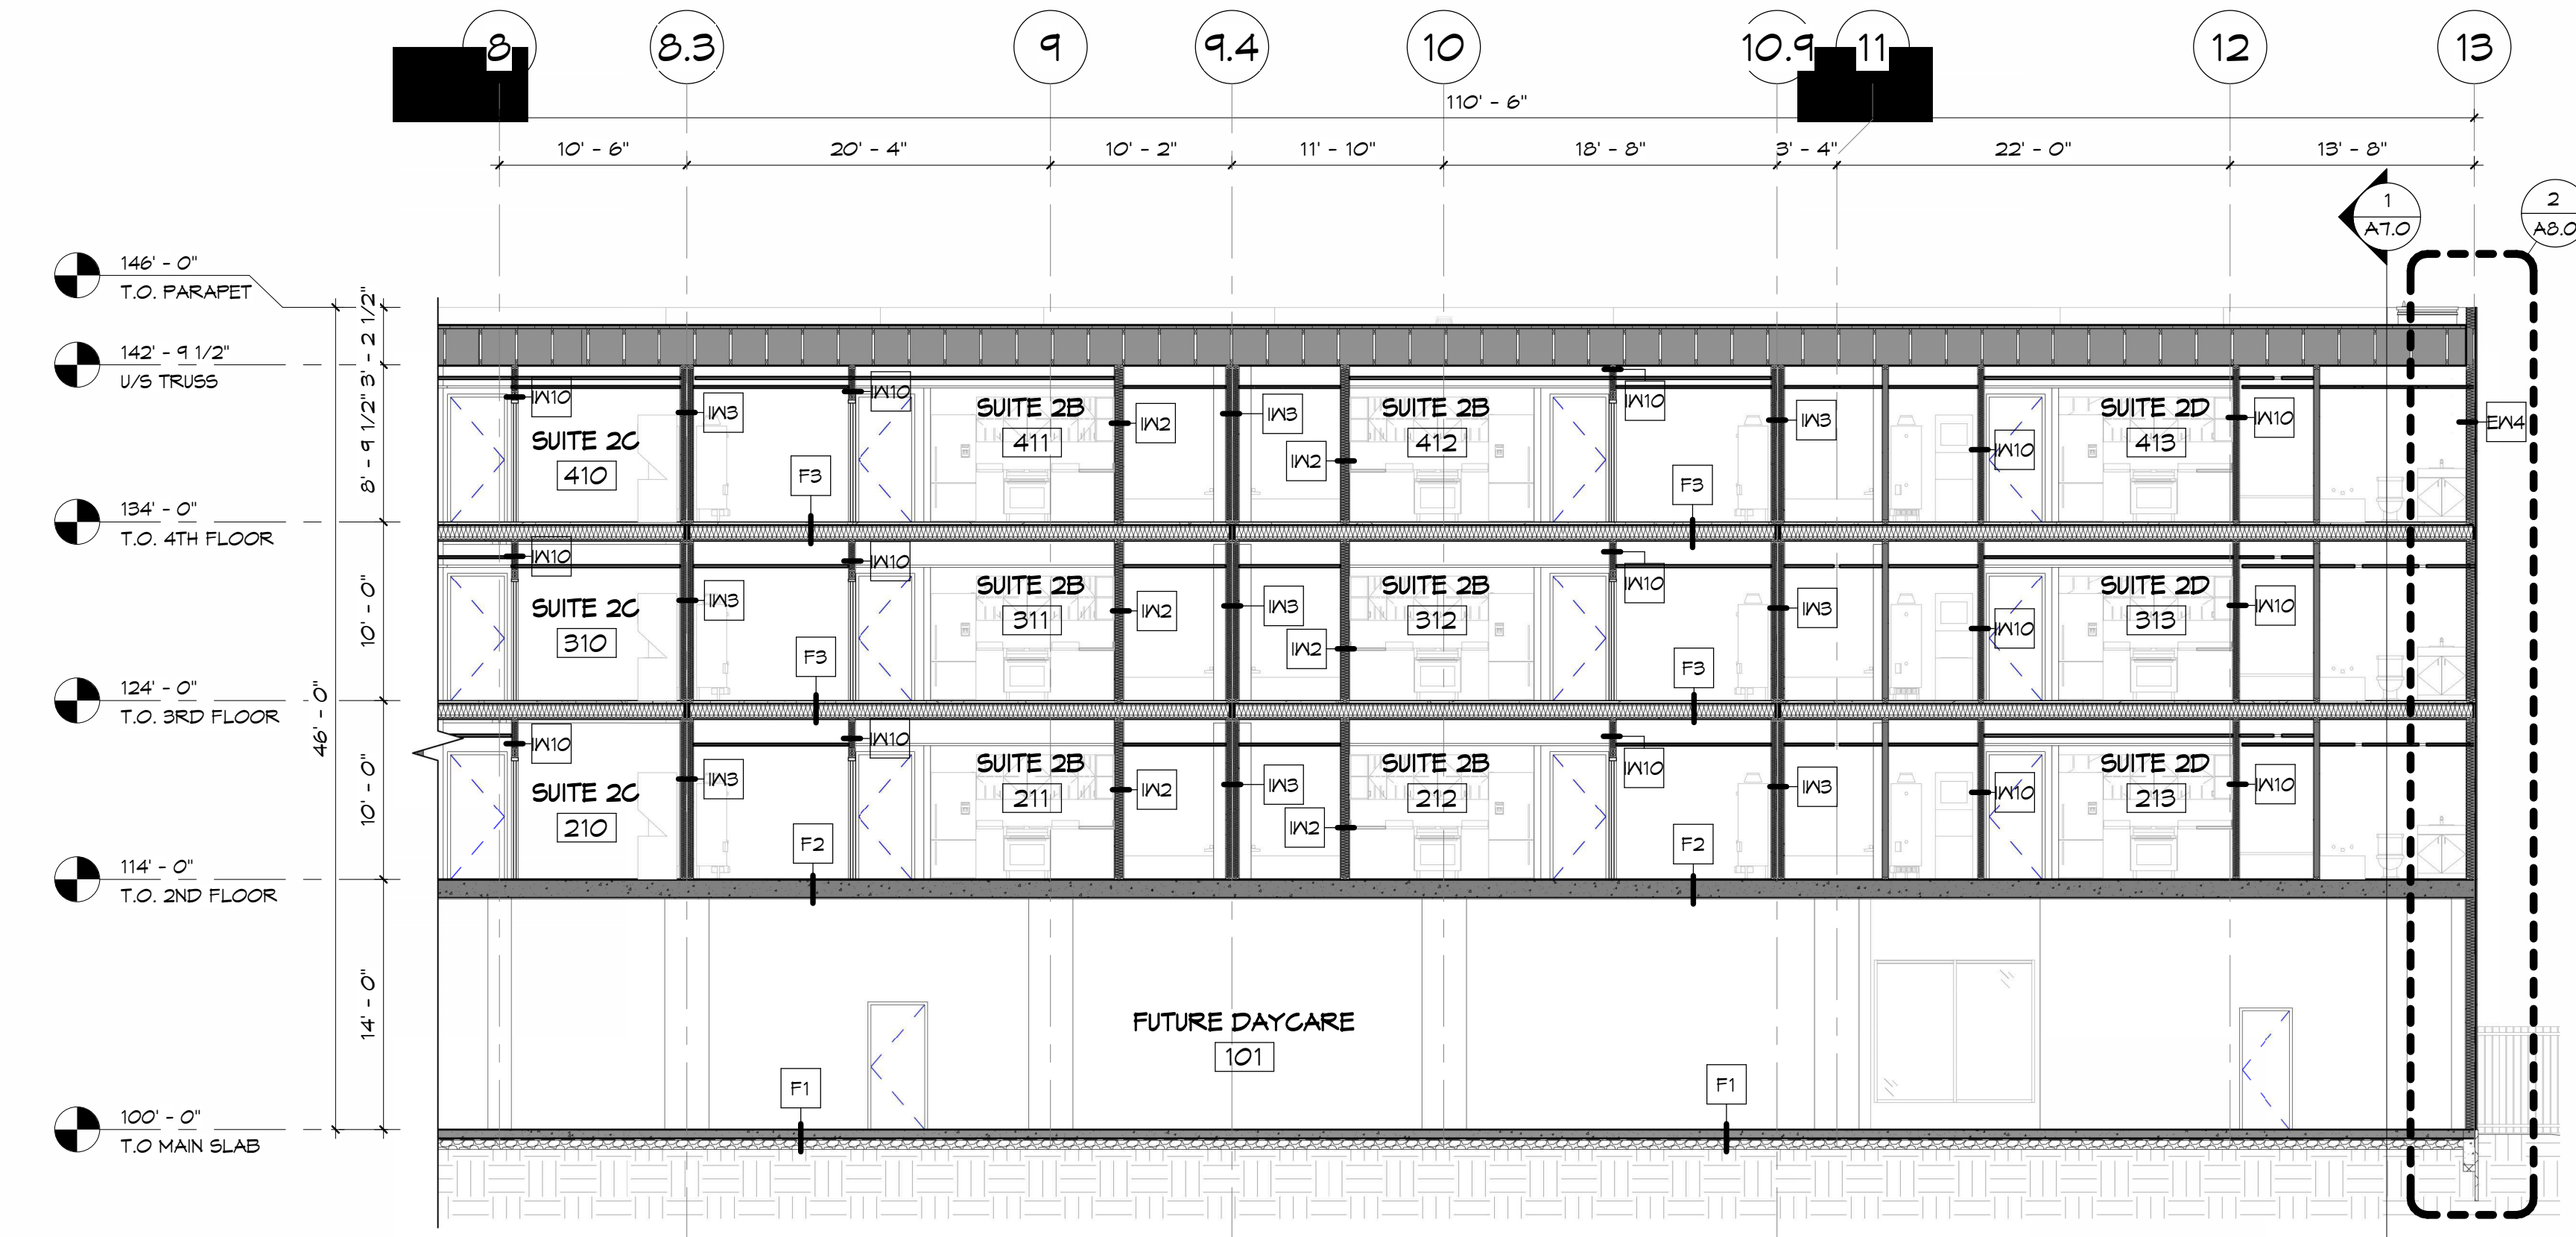 8 8.3 9 9.4 10 10.9 11 12 13
110' - 6"
10' - 6" 20' - 4" 10' - 2" 11' - 10" 18' - 8" 3' - 4" 22' - 0" 13' - 8"
1
A7.0
2
A8.0
146' - 0"
T.O. PARAPET
142' - 9 1/2"
U/S TRUSS
134' - 0"
T.O. 4TH FLOOR
124' - 0"
T.O. 3RD FLOOR
114' - 0"
T.O. 2ND FLOOR
100' - 0"
T.O MAIN SLAB
46' - 0"
3' - 2 1/2"
8' - 9 1/2"
10' - 0"
10' - 0"
14' - 0"
IW10 IW3 IW10 IW2 IW3 IW2 IW10 IW3 IW10 IW10 EW4
SUITE 2C
410
SUITE 2B
411
SUITE 2B
412
SUITE 2D
413
F3 F3
IW10 IW3 IW10 IW2 IW3 IW2 IW10 IW3 IW10 IW10
SUITE 2C
310
SUITE 2B
311
SUITE 2B
312
SUITE 2D
313
F3 F3
IW10 IW3 IW10 IW2 IW3 IW2 IW10 IW3 IW10 IW10
SUITE 2C
210
SUITE 2B
211
SUITE 2B
212
SUITE 2D
213
F2 F2
FUTURE DAYCARE
101
F1 F1